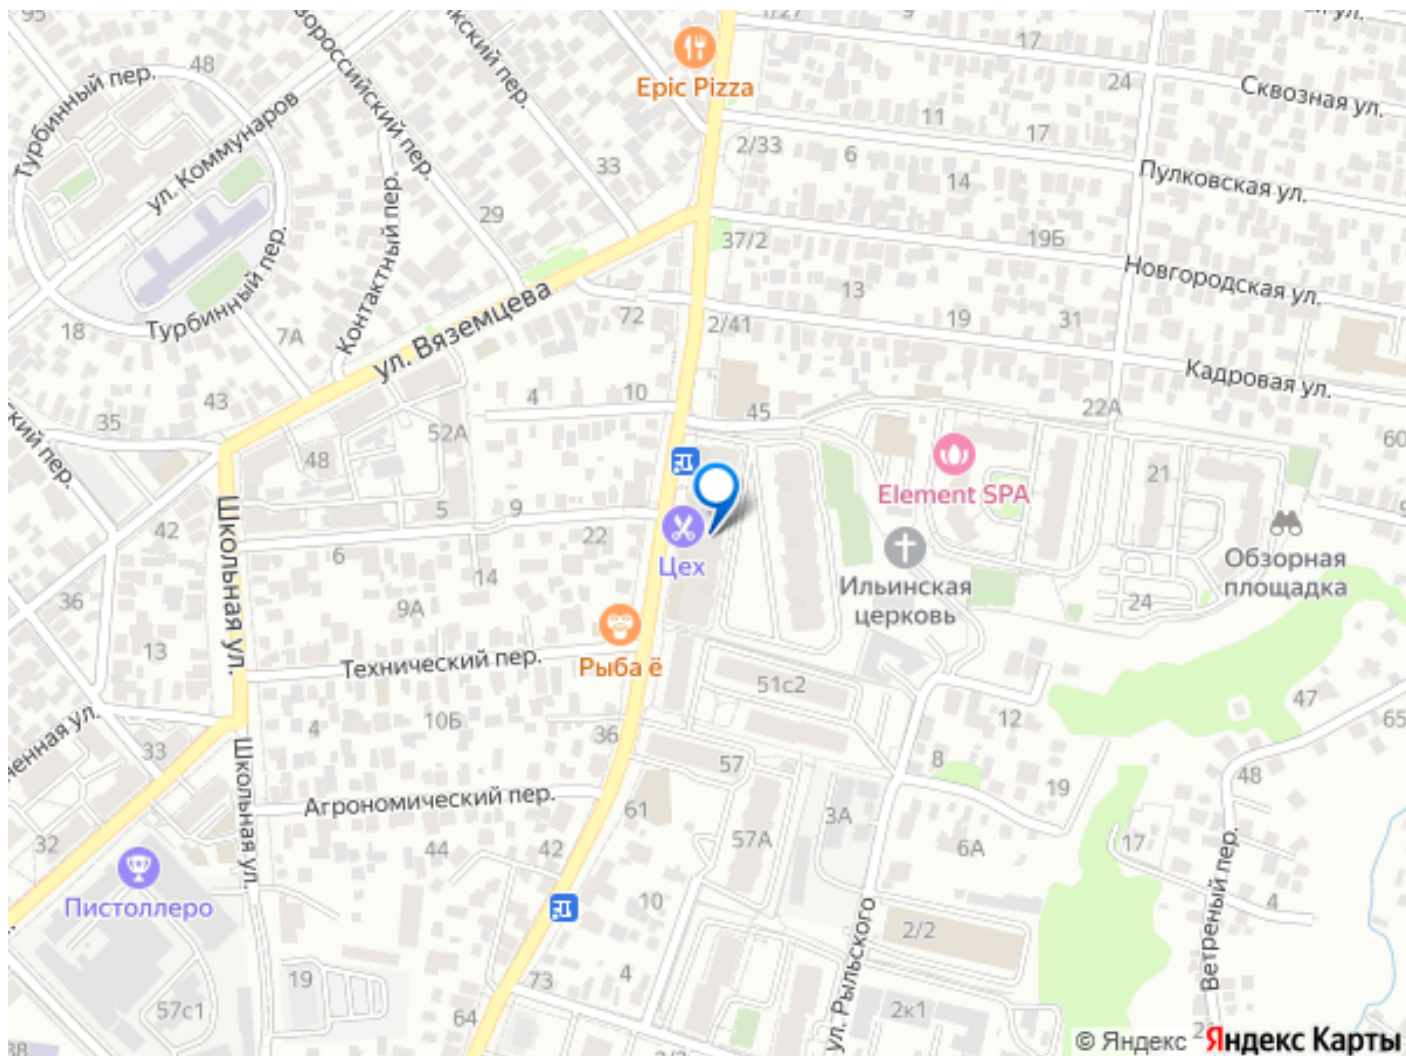 95
Турбинный пер.
48
ул. Коммунаров
Контактный пер.
33
29
Epic Pizza
1/27
9
17
24
Сквозная ул.
11
17
2/33
6
14
Пулковская ул.
37/2
19Б
Новгородская ул.
13
19
31
72
2/41
Кадровая ул.
18
Турбинный пер.
7А
ул. Вяземцева
43
35
4
10
45
22А
60
52А
48
Element SPA
21
Школьная ул.
42
5
9
22
6
14
Цех
Ильинская
церковь
Обзорная
площадка
24
36
9А
13
Рыба ё
Технический пер.
51с2
47
65
4
10Б
36
12
33
Школьная ул.
57
8
19
48
Агрономический пер.
61
3А
57А
6А
17
32
44
42
Пистоллеро
10
4
2/2
ул. Рыльского
Ветреный пер.
19
73
4
57с1
64
2к1
2
© Яндекс
Яндекс Карты